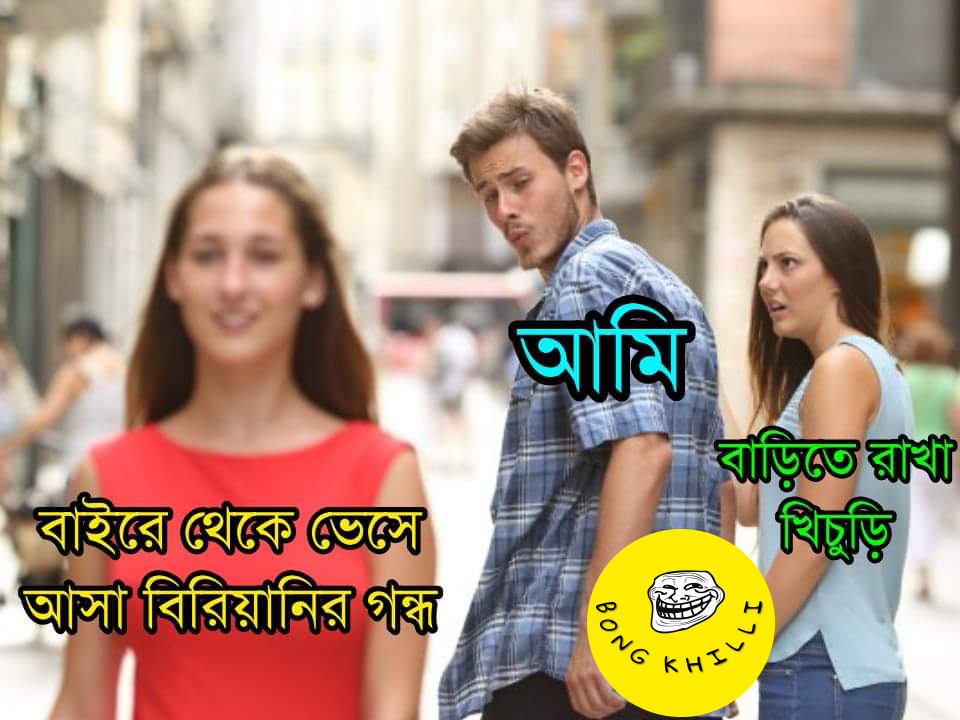 আমি
বাড়িতে রাখা
খিচুড়ি
বাইরে থেকে ভেসে
আসা বিরিয়ানির গন্ধ
BONG KHILLI